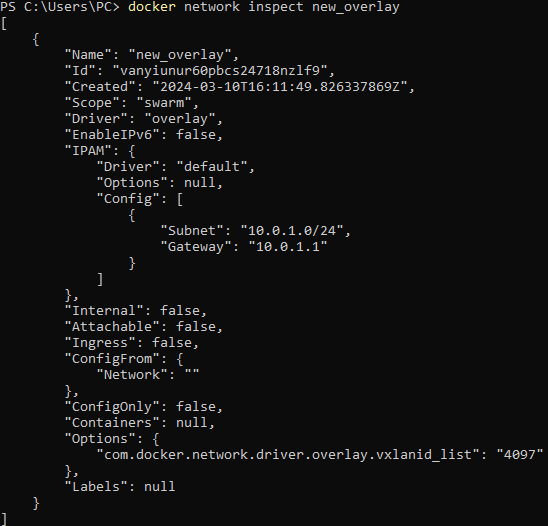 PS C:\Users\PC> docker network inspect new_overlay
[
    {
        "Name": "new_overlay",
        "Id": "vanyiunur60pbcs24718nzlf9",
        "Created": "2024-03-10T16:11:49.826337869Z",
        "Scope": "swarm",
        "Driver": "overlay",
        "EnableIPv6": false,
        "IPAM": {
            "Driver": "default",
            "Options": null,
            "Config": [
                {
                    "Subnet": "10.0.1.0/24",
                    "Gateway": "10.0.1.1"
                }
            ]
        },
        "Internal": false,
        "Attachable": false,
        "Ingress": false,
        "ConfigFrom": {
            "Network": ""
        },
        "ConfigOnly": false,
        "Containers": null,
        "Options": {
            "com.docker.network.driver.overlay.vxlanid_list": "4097"
        },
        "Labels": null
    }
]